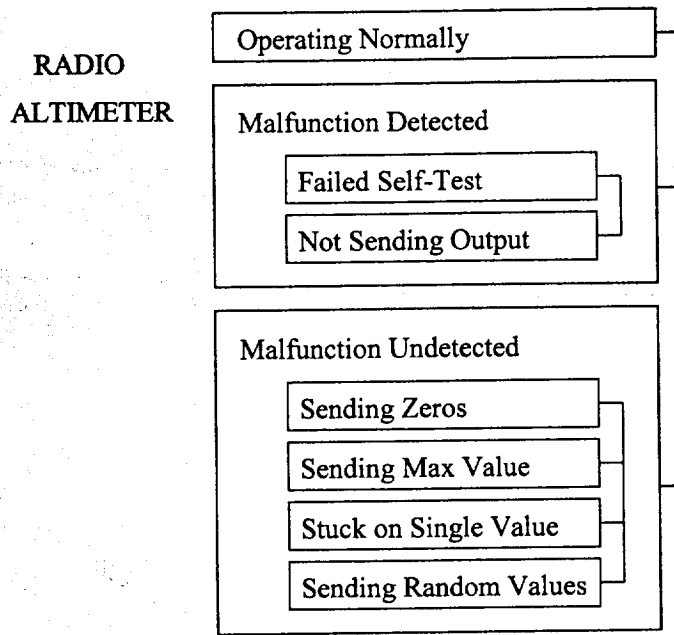 RADIO
ALTIMETER
Operating Normally
Malfunction Detected
Failed Self-Test
Not Sending Output
Malfunction Undetected
Sending Zeros
Sending Max Value
Stuck on Single Value
Sending Random Values